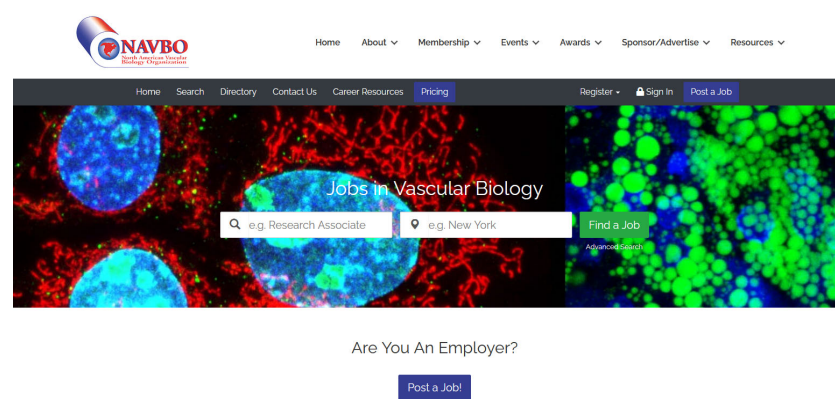 NAVBO
North American Vascular
Biology Organization
Home About Membership Events Awards Sponsor/Advertise Resources
Home Search Directory Contact Us Career Resources Pricing Register Sign In Post a Job
Jobs in Vascular Biology
e.g. Research Associate e.g. New York Find a Job
Advanced Search
Are You An Employer?
Post a Job!